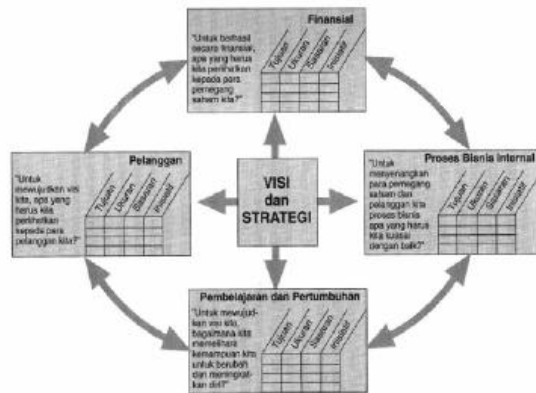 Finansial
"Untuk berhasil
secara finansial,
apa yang harus
kita perlihatkan
kepada para
pemegang
saham kita?"
Tujuan
Ukuran
Sasaran
Inisiatif
Pelanggan
"Untuk
mewujudkan visi
kita, apa yang
harus kita
perlihatkan
kepada para
pelanggan kita?"
Tujuan
Ukuran
Sasaran
Inisiatif
VISI
dan
STRATEGI
Proses Bisnis Internal
"Untuk
menyenangkan
para pemegang
saham dan
pelanggan kita
proses bisnis
apa yang harus
kita kuasai
dengan baik?"
Tujuan
Ukuran
Sasaran
Inisiatif
Pembelajaran dan Pertumbuhan
"Untuk mewujud-
kan visi kita,
bagaimana kita
memelihara
kemampuan kita
untuk berubah
dan meningkat-
kan diri?"
Tujuan
Ukuran
Sasaran
Inisiatif